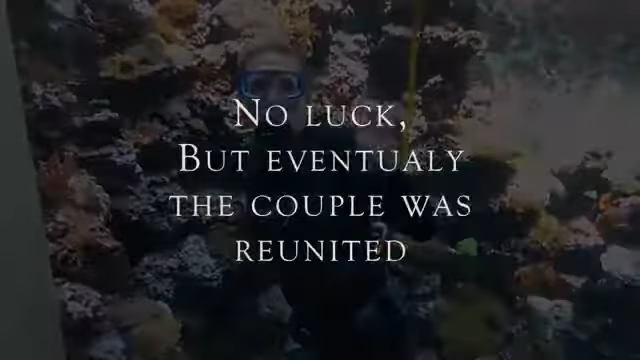 No luck,
But eventualy
the couple was
reunited